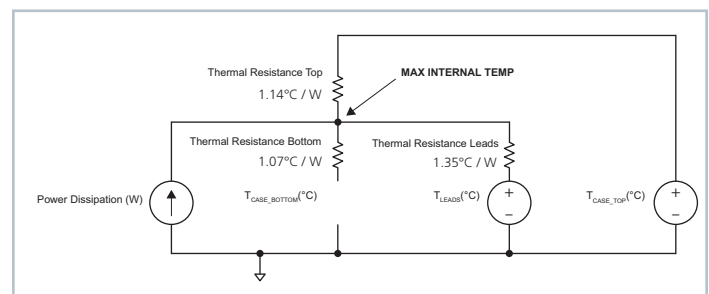 Thermal Resistance Top
1.14°C / W
MAX INTERNAL TEMP
Thermal Resistance Bottom
1.07°C / W
Thermal Resistance Leads
1.35°C / W
Power Dissipation (W)
TCASE_BOTTOM(°C)
TLEADS(°C)
+
–
TCASE_TOP(°C)
+
–